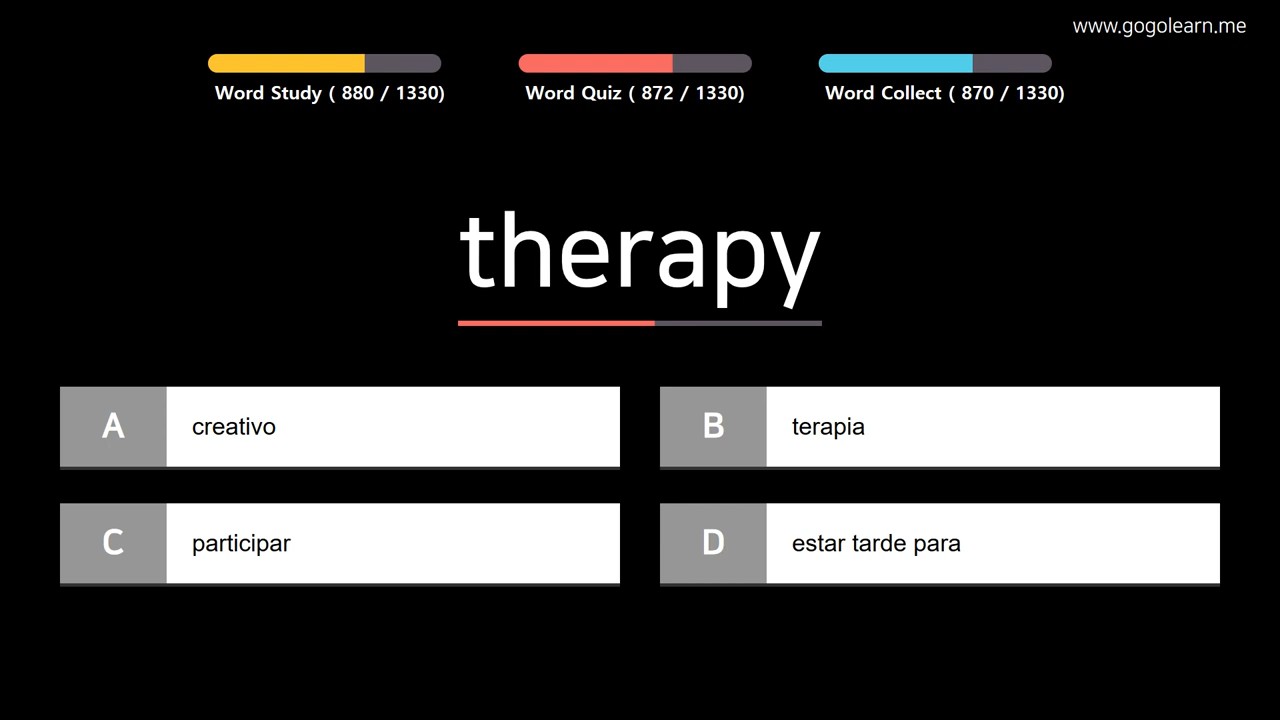 www.gogolearn.me
Word Study ( 880 / 1330)
Word Quiz ( 872 / 1330)
Word Collect ( 870 / 1330)
therapy
A creativo
B terapia
C participar
D estar tarde para